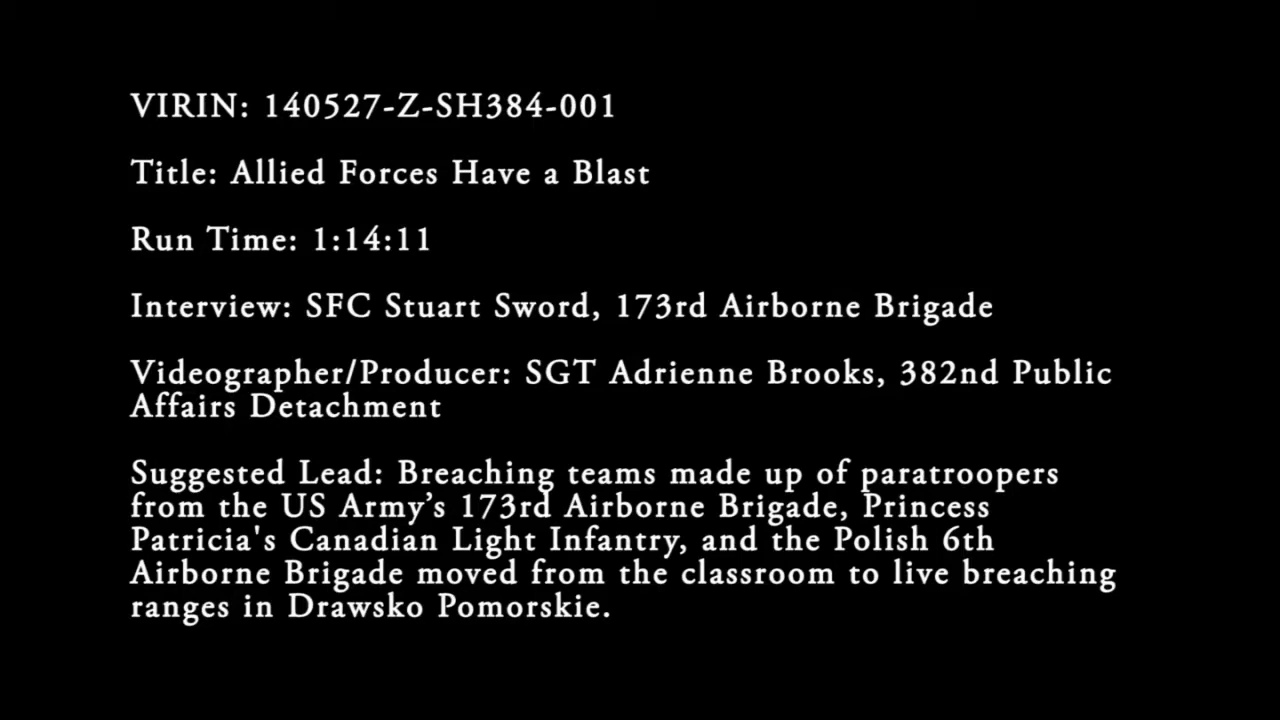 VIRIN: 140527-Z-SH384-001
Title: Allied Forces Have a Blast
Run Time: 1:14:11
Interview: SFC Stuart Sword, 173rd Airborne Brigade
Videographer/Producer: SGT Adrienne Brooks, 382nd Public
Affairs Detachment
Suggested Lead: Breaching teams made up of paratroopers
from the US Army’s 173rd Airborne Brigade, Princess
Patricia's Canadian Light Infantry, and the Polish 6th
Airborne Brigade moved from the classroom to live breaching
ranges in Drawsko Pomorskie.